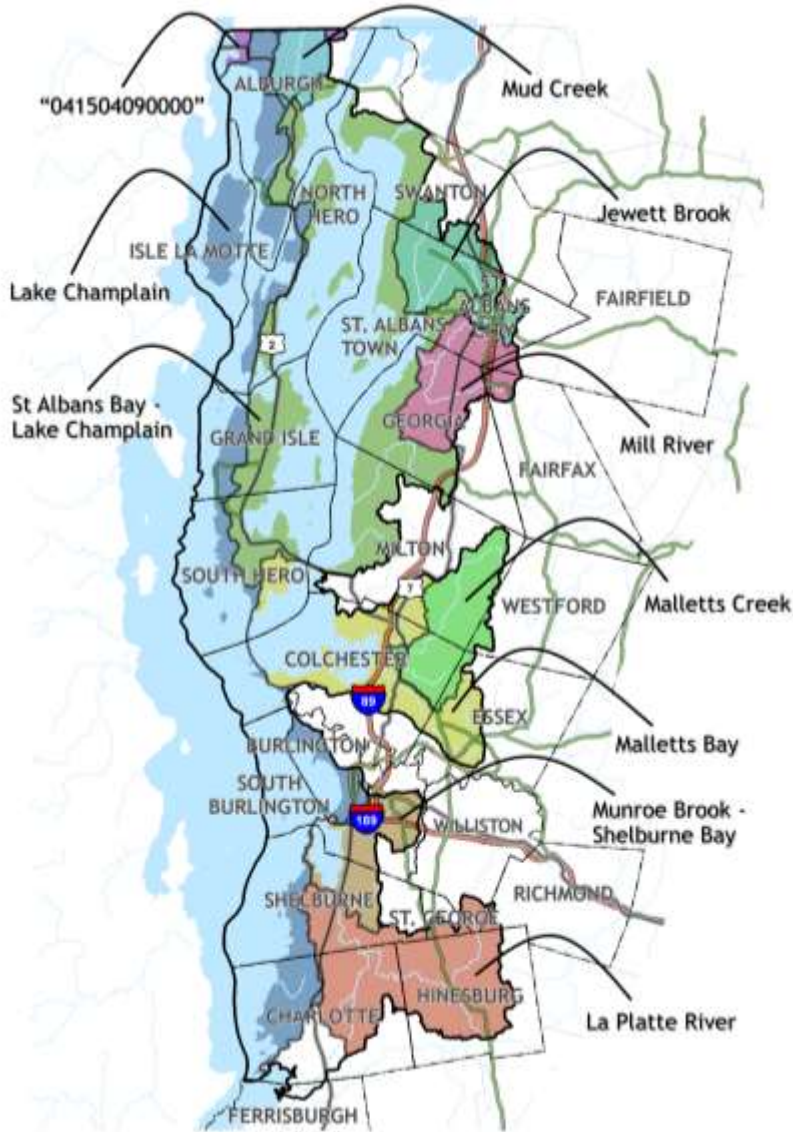 "041504090000"
ALBURGH
Mud Creek
NORTH
HERO
SWANTON
Jewett Brook
ISLE LA MOTTE
Lake Champlain
FAIRFIELD
ALBANS
CITY
ST. ALBANS
TOWN
2
St Albans Bay -
Lake Champlain
GRAND ISLE
GEORGIA
Mill River
FAIRFAX
MILTON
SOUTH HERO
7
WESTFORD
Malletts Creek
COLCHESTER
89
ESSEX
Malletts Bay
BURLINGTON
SOUTH
BURLINGTON
189
WILLISTON
Munroe Brook -
Shelburne Bay
RICHMOND
SHELBURNE
ST. GEORGE
HINESBURG
CHARLOTTE
La Platte River
FERRISBURGH